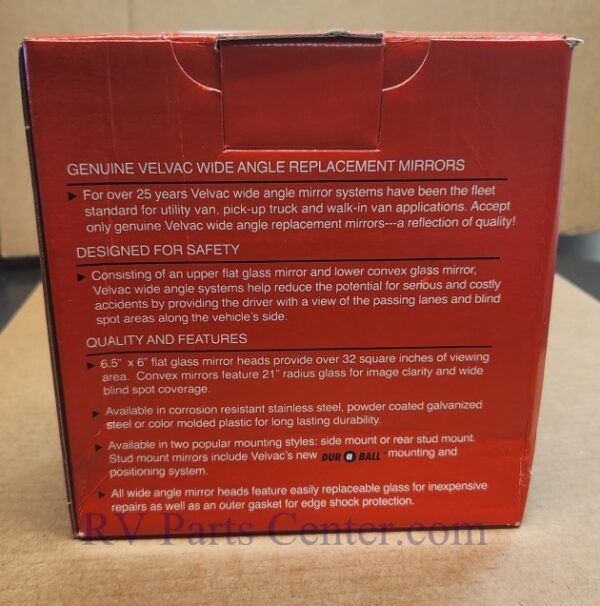 GENUINE VELVAC WIDE ANGLE REPLACEMENT MIRRORS
For over 25 years Velvac wide angle mirror systems have been the fleet
standard for utility van, pick-up truck and walk-in van applications. Accept
only genuine Velvac wide angle replacement mirrors---a reflection of quality!
DESIGNED FOR SAFETY
Consisting of an upper flat glass mirror and lower convex glass mirror,
Velvac wide angle systems help reduce the potential for serious and costly
accidents by providing the driver with a view of the passing lanes and blind
spot areas along the vehicle's side.
QUALITY AND FEATURES
6.5" x 6" flat glass mirror heads provide over 32 square inches of viewing
area. Convex mirrors feature 21" radius glass for image clarity and wide
blind spot coverage.
Available in corrosion resistant stainless steel, powder coated galvanized
steel or color molded plastic for long lasting durability.
Available in two popular mounting styles: side mount or rear stud mount.
Stud mount mirrors include Velvac's new DUR A BALL™ mounting and
positioning system.
All wide angle mirror heads feature easily replaceable glass for inexpensive
repairs as well as an outer gasket for edge shock protection.
RV Parts Center.com